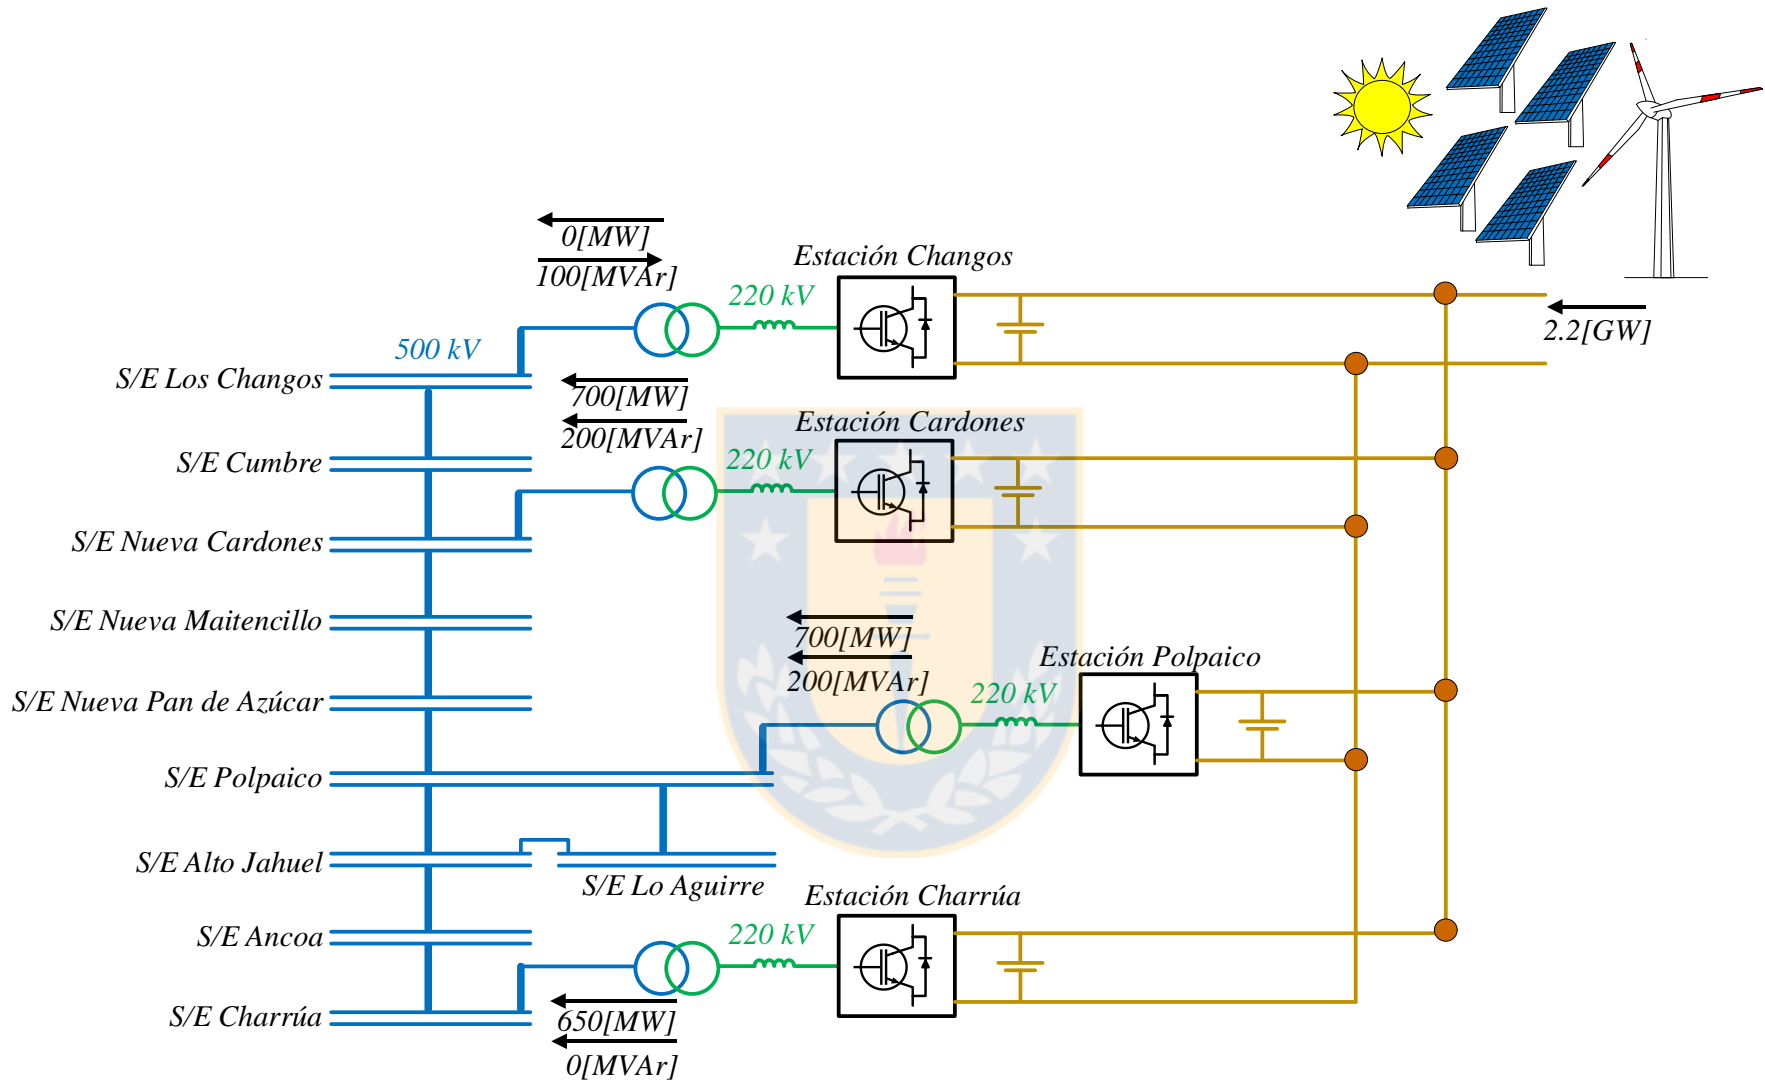 0[MW]
100[MVAr]
Estación Changos
220 kV
2.2[GW]
500 kV
S/E Los Changos
700[MW]
200[MVAr]
Estación Cardones
220 kV
S/E Cumbre
S/E Nueva Cardones
S/E Nueva Maitencillo
700[MW]
200[MVAr]
Estación Polpaico
220 kV
S/E Nueva Pan de Azúcar
S/E Polpaico
S/E Alto Jahuel
S/E Lo Aguirre
Estación Charrúa
220 kV
S/E Ancoa
S/E Charrúa
650[MW]
0[MVAr]